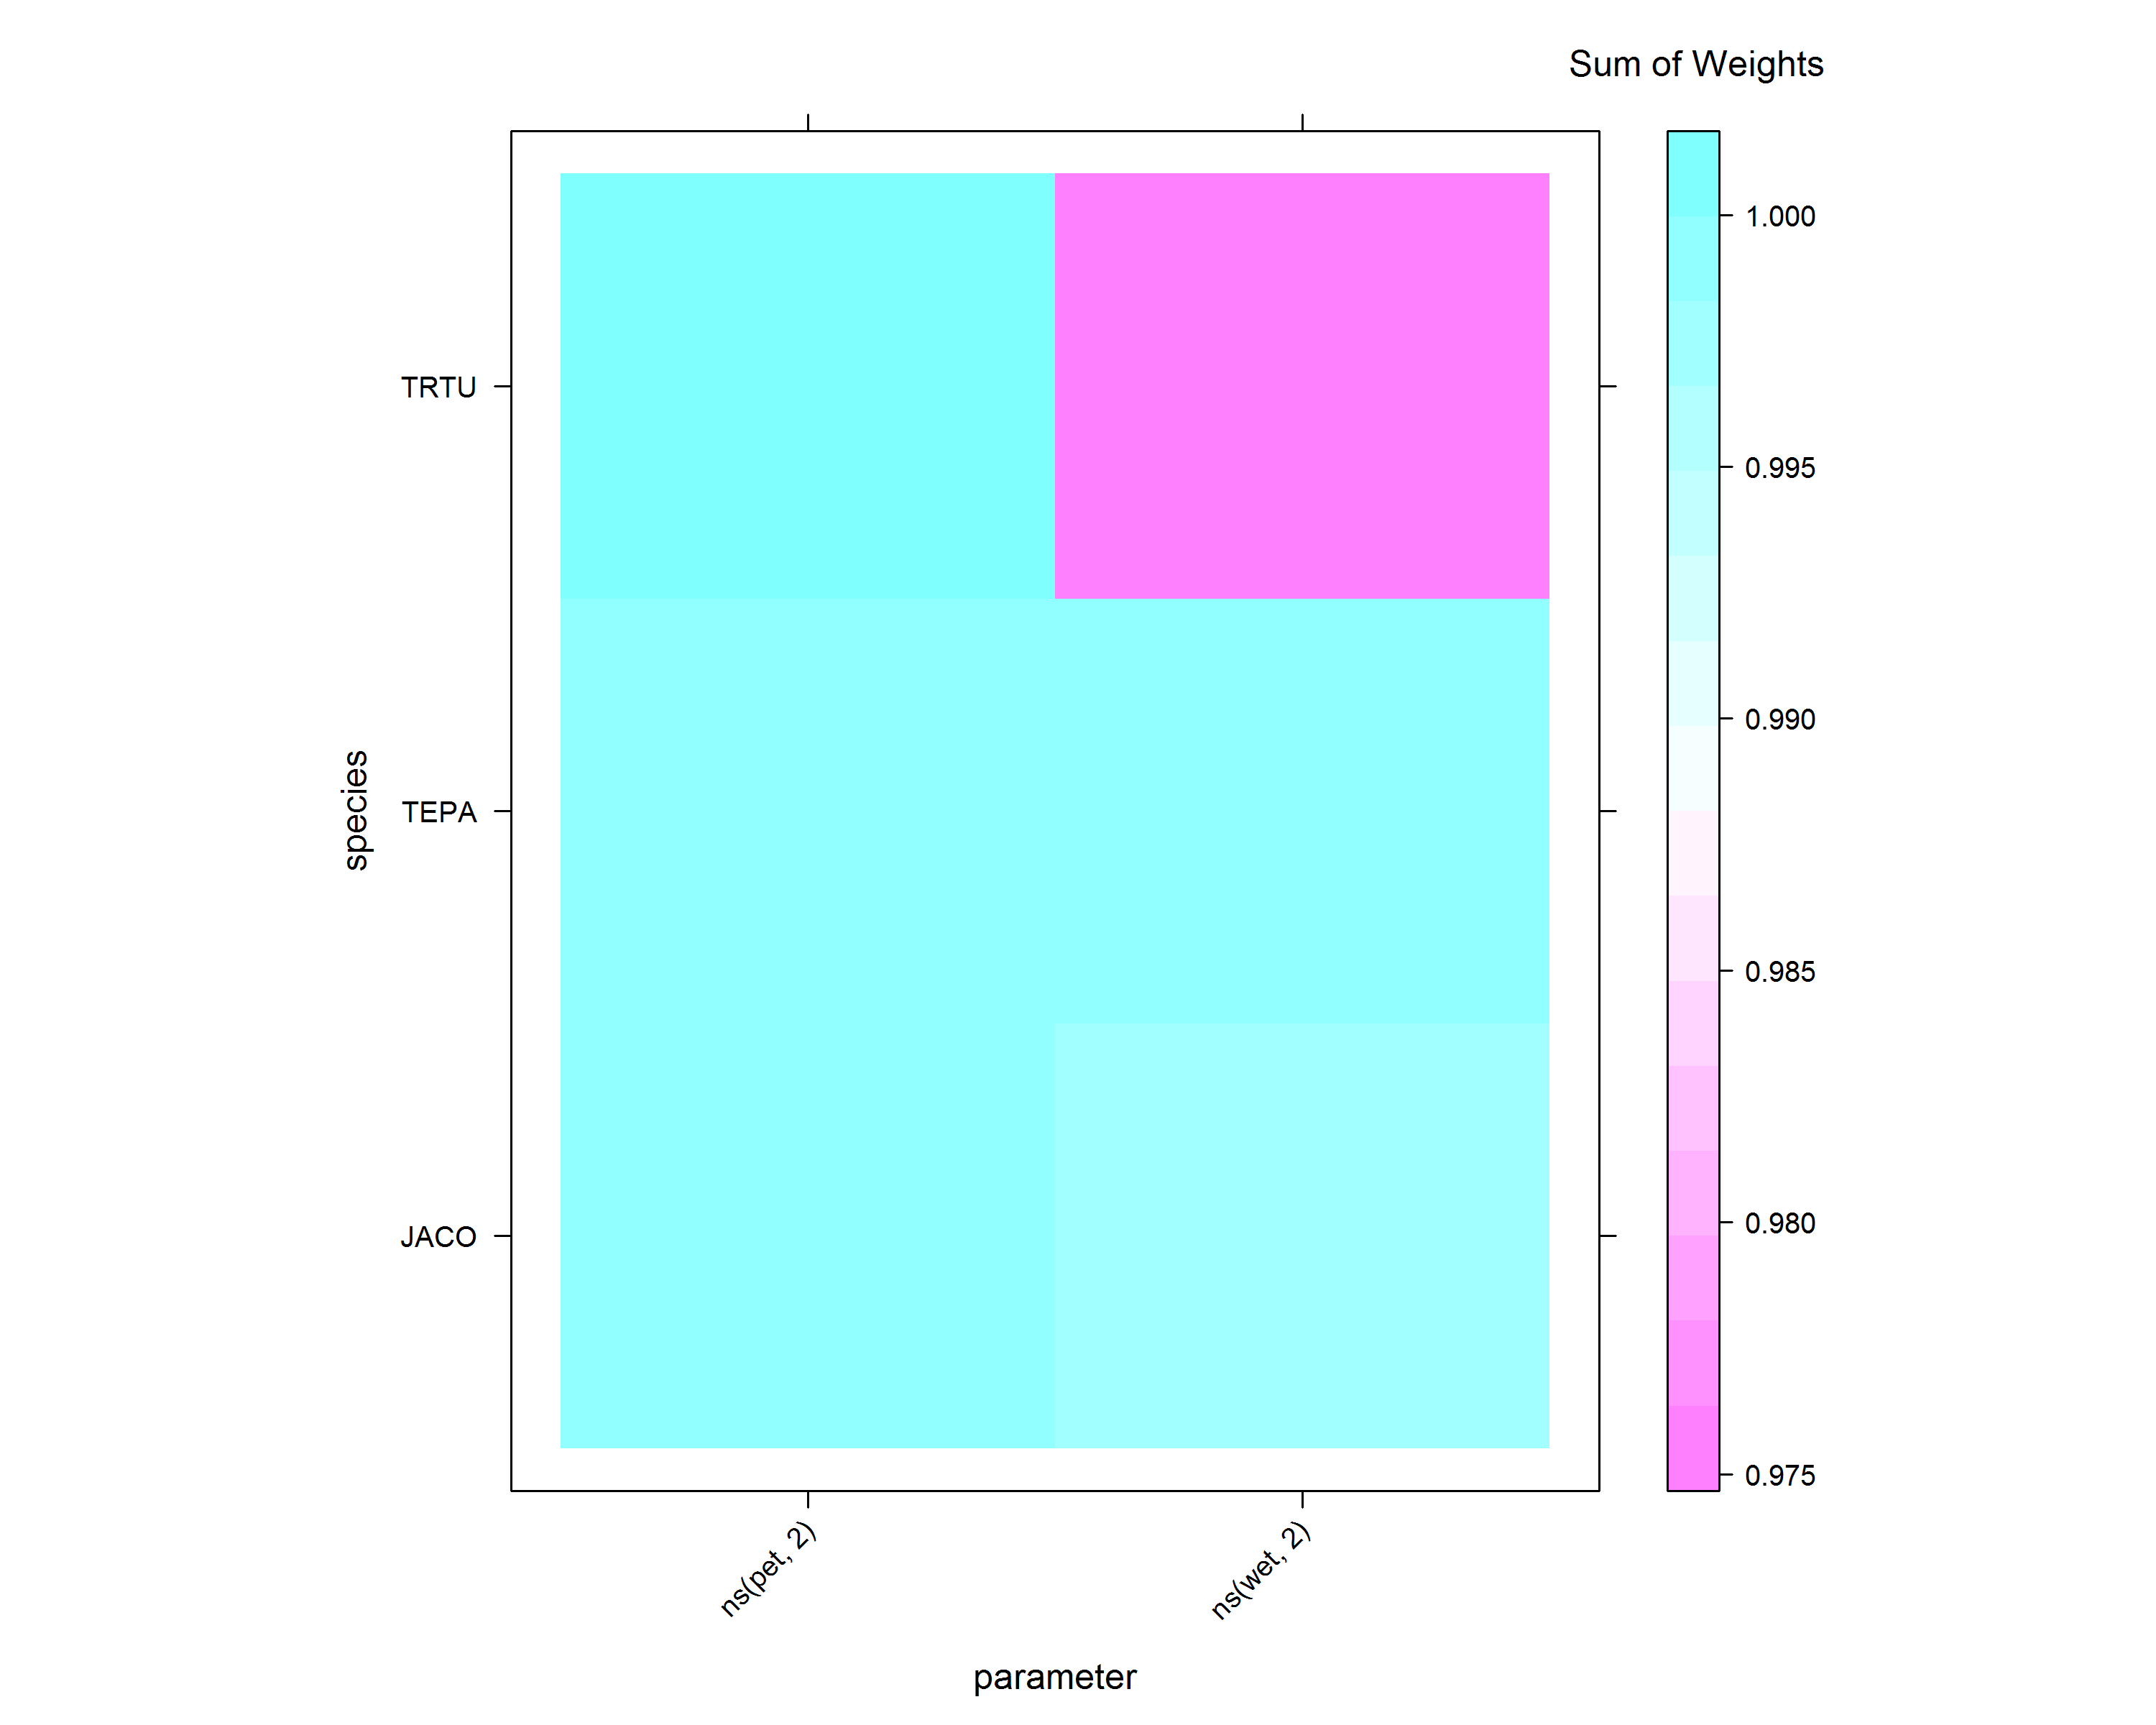 Sum of Weights
1.000
0.995
0.990
0.985
0.980
0.975
species
TRTU
TEPA
JACO
ns(pet, 2)
ns(wet, 2)
parameter